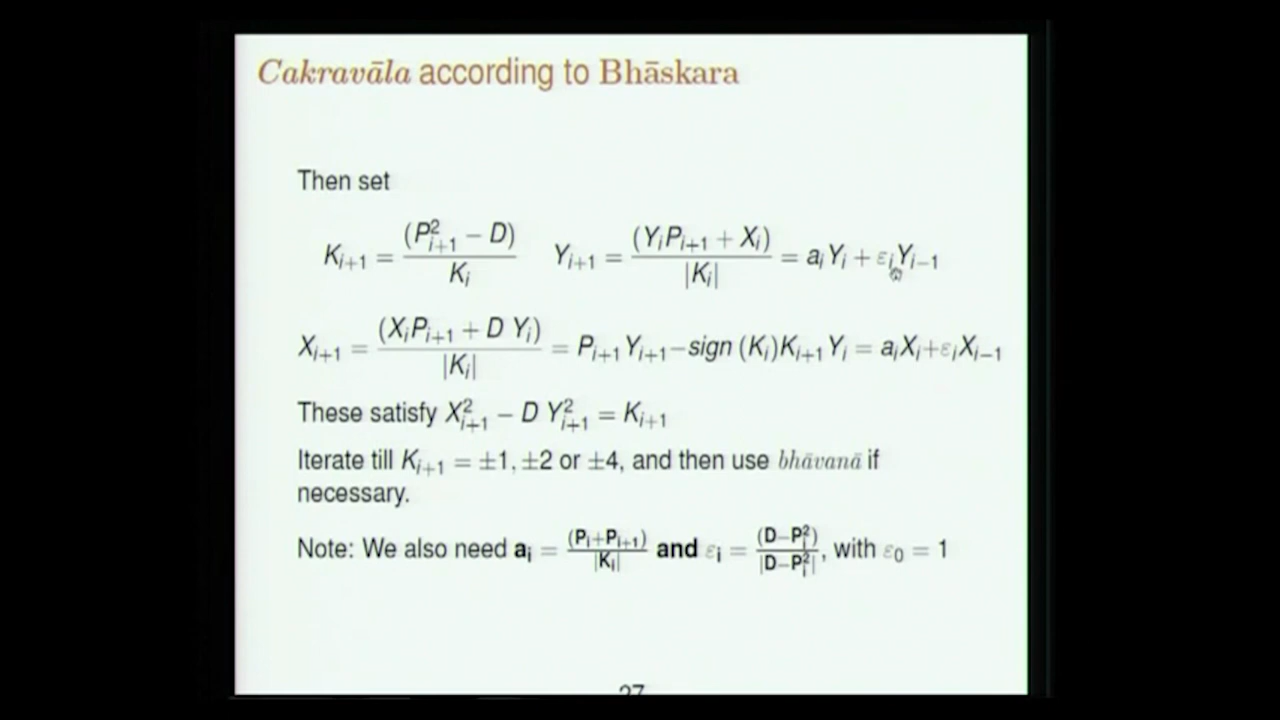 Cakravāla according to Bhāskara
Then set
K_{i+1} = (P_{i+1}^2 − D) / K_i    Y_{i+1} = (Y_i P_{i+1} + X_i) / |K_i| = a_i Y_i + ε_i Y_{i−1}
X_{i+1} = (X_i P_{i+1} + D Y_i) / |K_i| = P_{i+1} Y_{i+1} − sign (K_i) K_{i+1} Y_i = a_i X_i + ε_i X_{i−1}
These satisfy X_{i+1}^2 − D Y_{i+1}^2 = K_{i+1}
Iterate till K_{i+1} = ±1, ±2 or ±4, and then use bhāvanā if
necessary.
Note: We also need a_i = (P_i+P_{i+1}) / |K_i| and ε_i = (D−P_i^2) / |D−P_i^2|, with ε_0 = 1
27